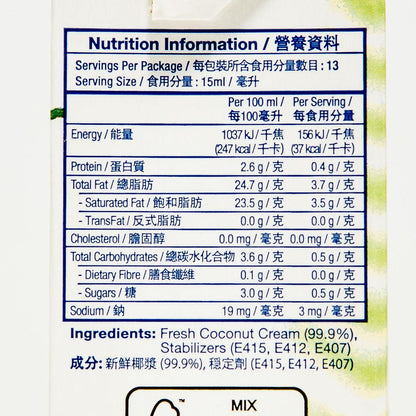 Nutrition Information / 營養資料
Servings Per Package / 每包裝所含食用分量數目 : 13
Serving Size / 食用分量 : 15ml / 毫升
Per 100 ml / Per Serving /
每100毫升 每食用分量
Energy / 能量 1037 kJ / 千焦 156 kJ / 千焦
(247 kcal / 千卡) (37 kcal / 千卡)
Protein / 蛋白質 2.6 g / 克 0.4 g / 克
Total Fat / 總脂肪 24.7 g / 克 3.7 g / 克
- Saturated Fat / 飽和脂肪 23.5 g / 克 3.5 g / 克
- TransFat / 反式脂肪 0.0 g / 克 0.0 g / 克
Cholesterol / 膽固醇 0.0 mg / 毫克 0.0 mg / 毫克
Total Carbohydrates / 總碳水化合物 3.6 g / 克 0.5 g / 克
- Dietary Fibre / 膳食纖維 0.1 g / 克 0.0 g / 克
- Sugars / 糖 3.0 g / 克 0.5 g / 克
Sodium / 鈉 19 mg / 毫克 3 mg / 毫克
Ingredients: Fresh Coconut Cream (99.9%),
Stabilizers (E415, E412, E407)
成分: 新鮮椰漿 (99.9%), 穩定劑 (E415, E412, E407)
TM MIX